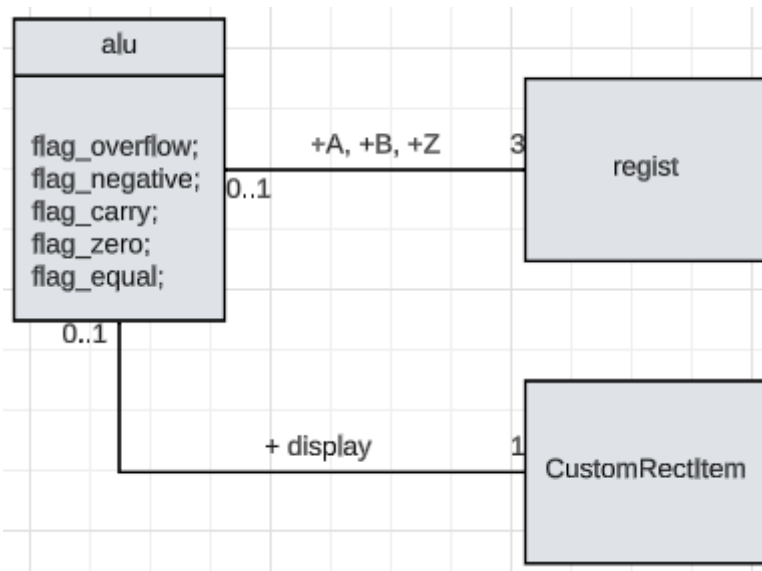 alu
flag_overflow;
flag_negative;
flag_carry;
flag_zero;
flag_equal;
+A, +B, +Z
3
0..1
regist
0..1
+ display
1
CustomRectItem